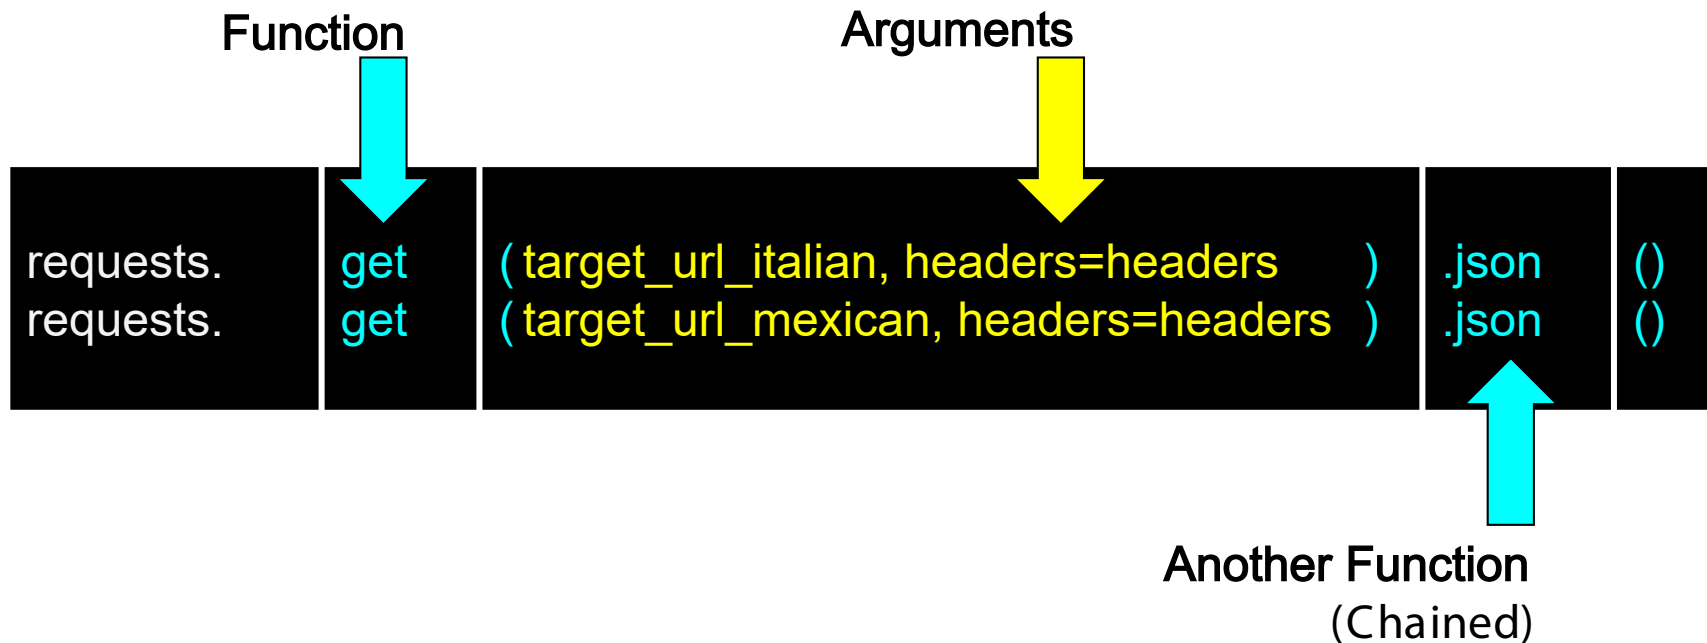 Function
Arguments
requests. get ( target_url_italian, headers=headers ) .json ()
requests. get ( target_url_mexican, headers=headers ) .json ()
Another Function
(Chained)